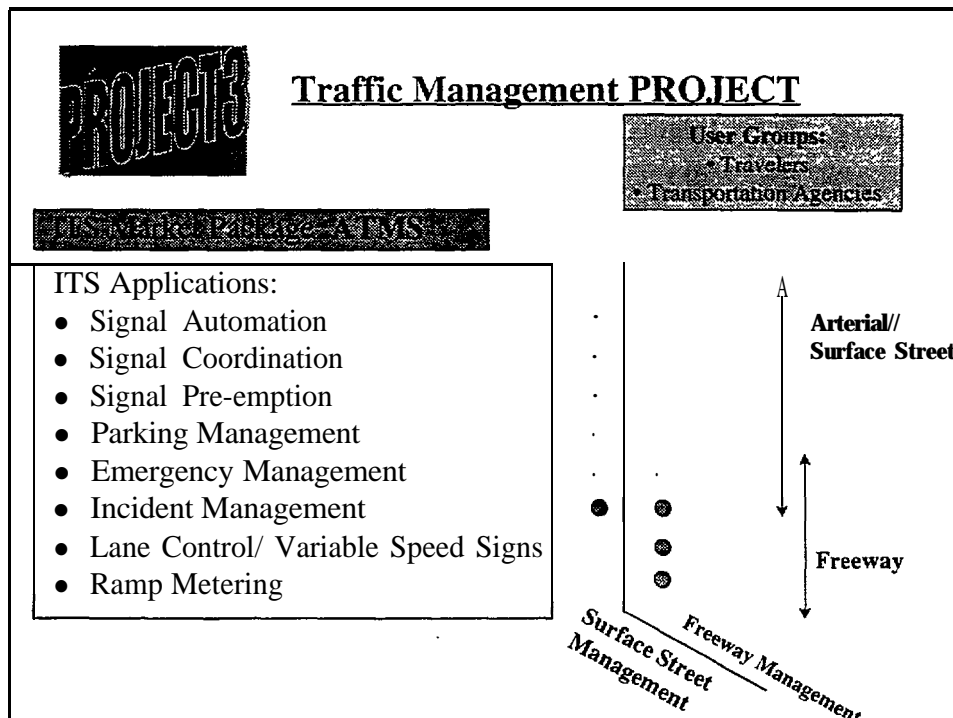 PROJECT3
Traffic Management PROJECT
User Groups:
• Travelers
• Transportation Agencies
ITS Market Package: ATMS
ITS Applications:
• Signal Automation
• Signal Coordination
• Signal Pre-emption
• Parking Management
• Emergency Management
• Incident Management
• Lane Control/ Variable Speed Signs
• Ramp Metering
Arterial//
Surface Street
Freeway
Surface Street
Management
Freeway Management